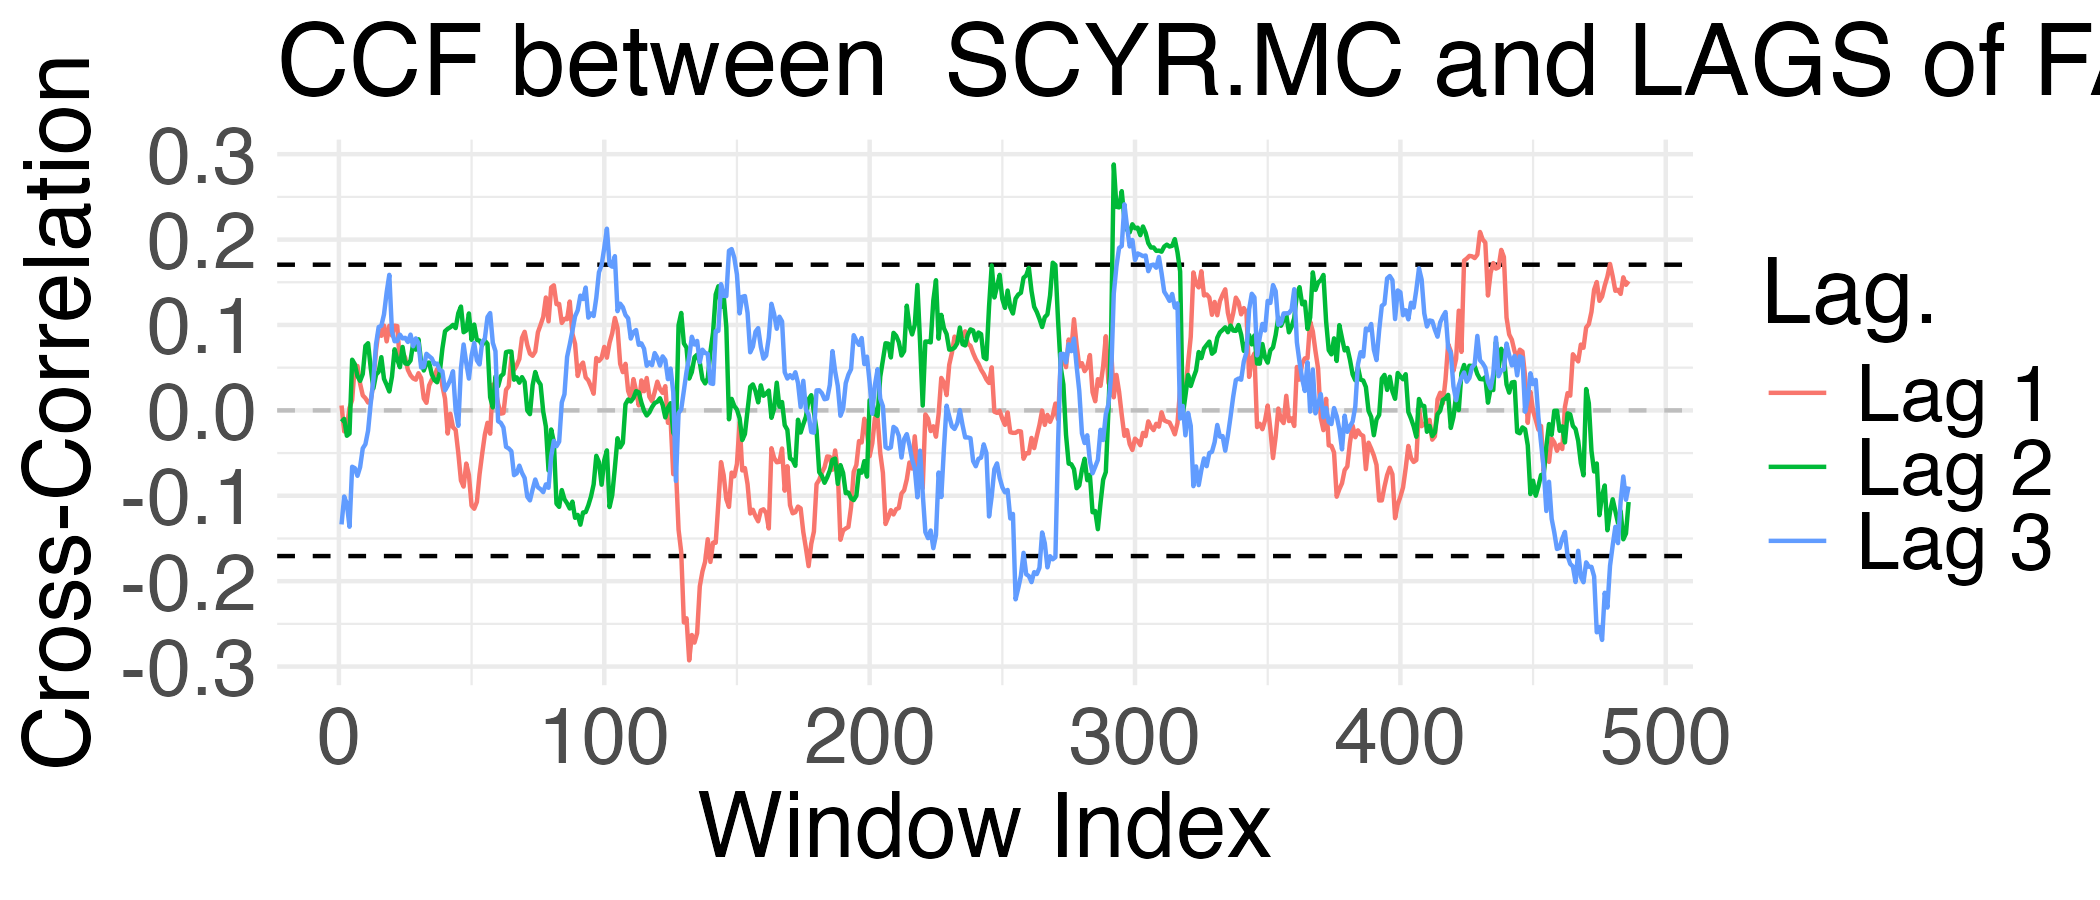 CCF between  SCYR.MC and LAGS of FA
Cross-Correlation
0.3
0.2
0.1
0.0
-0.1
-0.2
-0.3
0 100 200 300 400 500
Window Index
Lag.
Lag 1
Lag 2
Lag 3